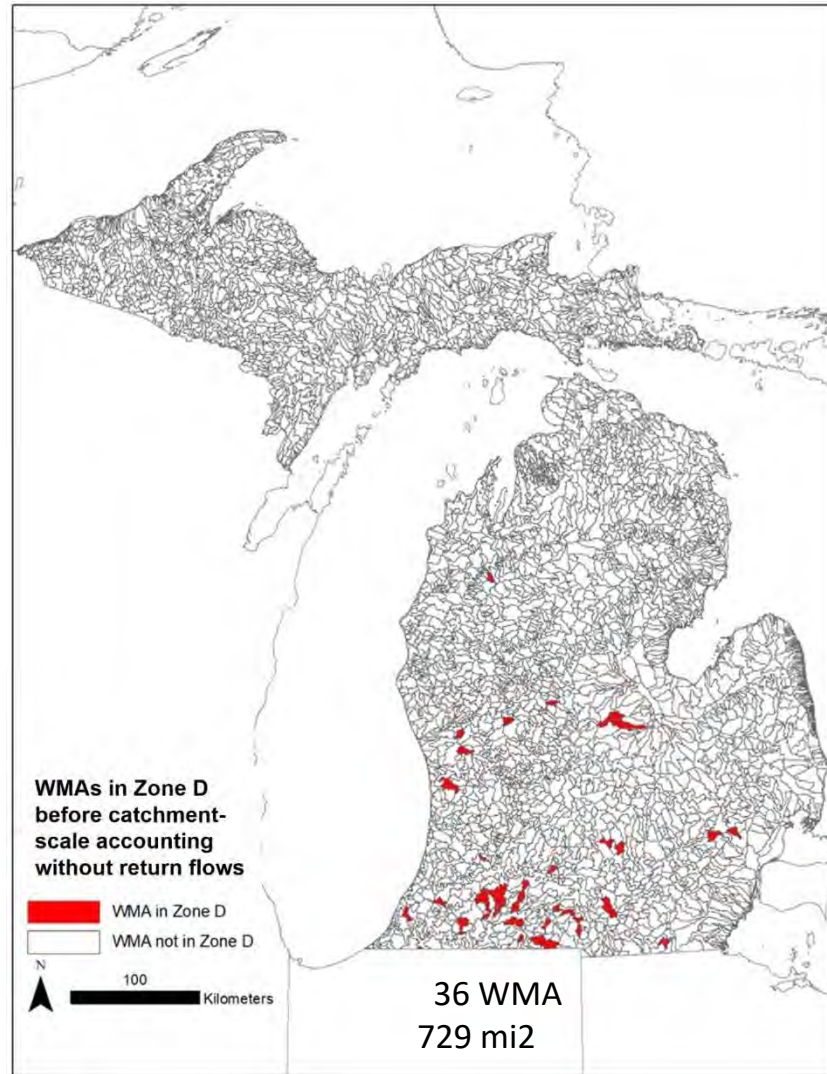 WMAs in Zone D
before catchment-
scale accounting
without return flows
WMA in Zone D
WMA not in Zone D
N
100
Kilometers
36 WMA
729 mi2